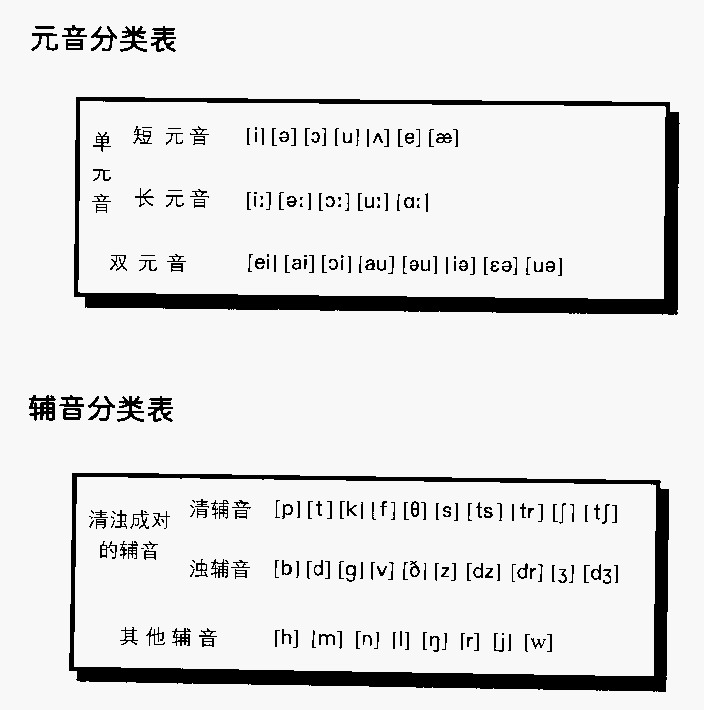 元音分类表
单元音
短元音 [i] [ə] [ɔ] [u] [ʌ] [e] [æ]
长元音 [iː] [əː] [ɔː] [uː] [ɑː]
双元音 [ei] [ai] [ɔi] [au] [əu] [iə] [ɛə] [uə]
辅音分类表
清浊成对的辅音
清辅音 [p] [t] [k] [f] [θ] [s] [ts] [tr] [ʃ] [tʃ]
浊辅音 [b] [d] [g] [v] [ð] [z] [dz] [dr] [ʒ] [dʒ]
其他辅音 [h] [m] [n] [l] [ŋ] [r] [j] [w]